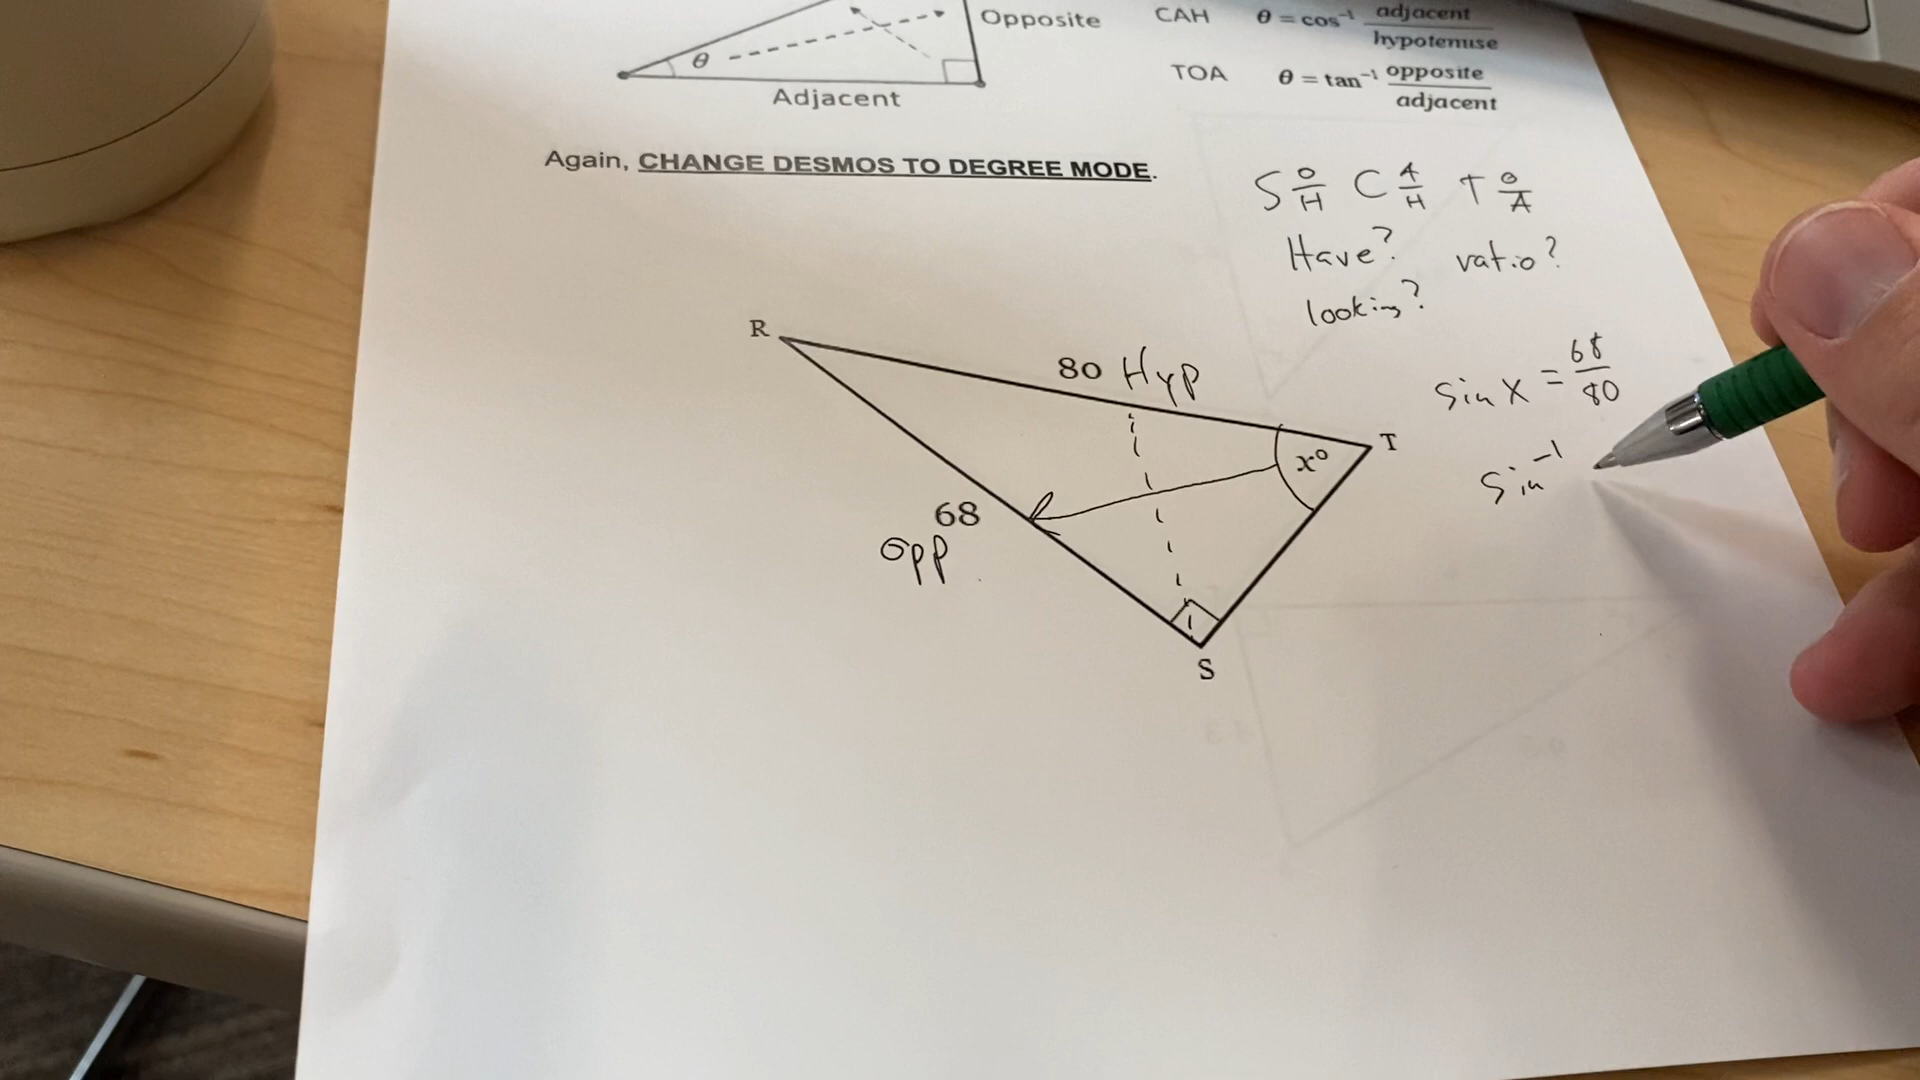 Opposite
CAH θ = cos⁻¹ adjacent
hypotenuse
θ
TOA θ = tan⁻¹ opposite
adjacent
Adjacent
Again, CHANGE DESMOS TO DEGREE MODE.
S O/H C A/H T O/A
Have? ratio?
looking?
R
80 Hyp
sin x = 68/80
T
x°
sin⁻¹
68
Opp
S